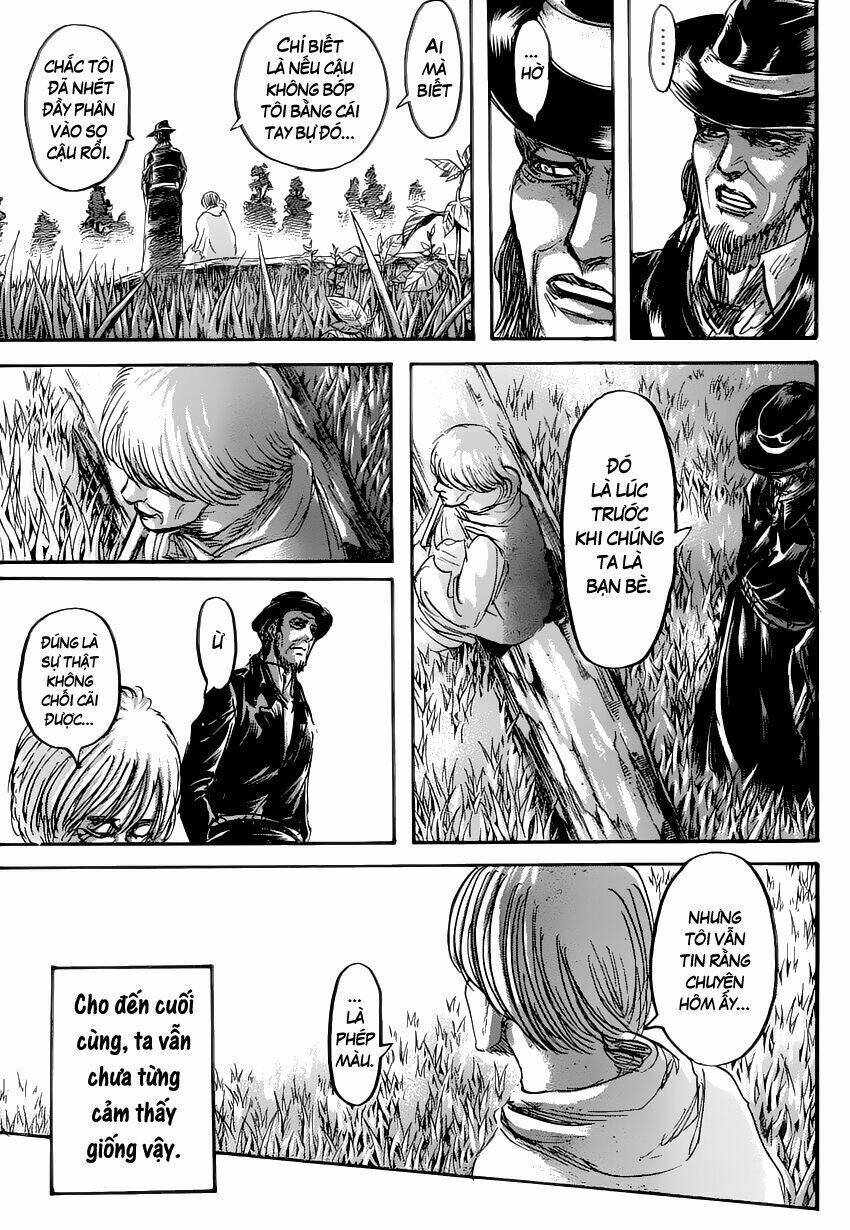 ........
...
HỜ
AI
MÀ
BIẾT
CHỈ BIẾT
LÀ NẾU CẬU
KHÔNG BÓP
TÔI BẰNG CÁI
TAY BỰ ĐÓ...
CHẮC TÔI
ĐÃ NHÉT
ĐẦY PHÂN
VÀO SỌ
CẬU RỒI.
ĐÓ
LÀ LÚC
TRƯỚC
KHI CHÚNG
TA LÀ
BẠN BÈ.
Ừ
ĐÚNG LÀ
SỰ THẬT
KHÔNG
CHỐI CÃI
ĐƯỢC...
NHƯNG
TÔI VẪN
TIN RẰNG
CHUYỆN
HÔM ẤY...
...
LÀ
PHÉP
MÀU.
Cho đến cuối
cùng, ta vẫn
chưa từng
cảm thấy
giống vậy.